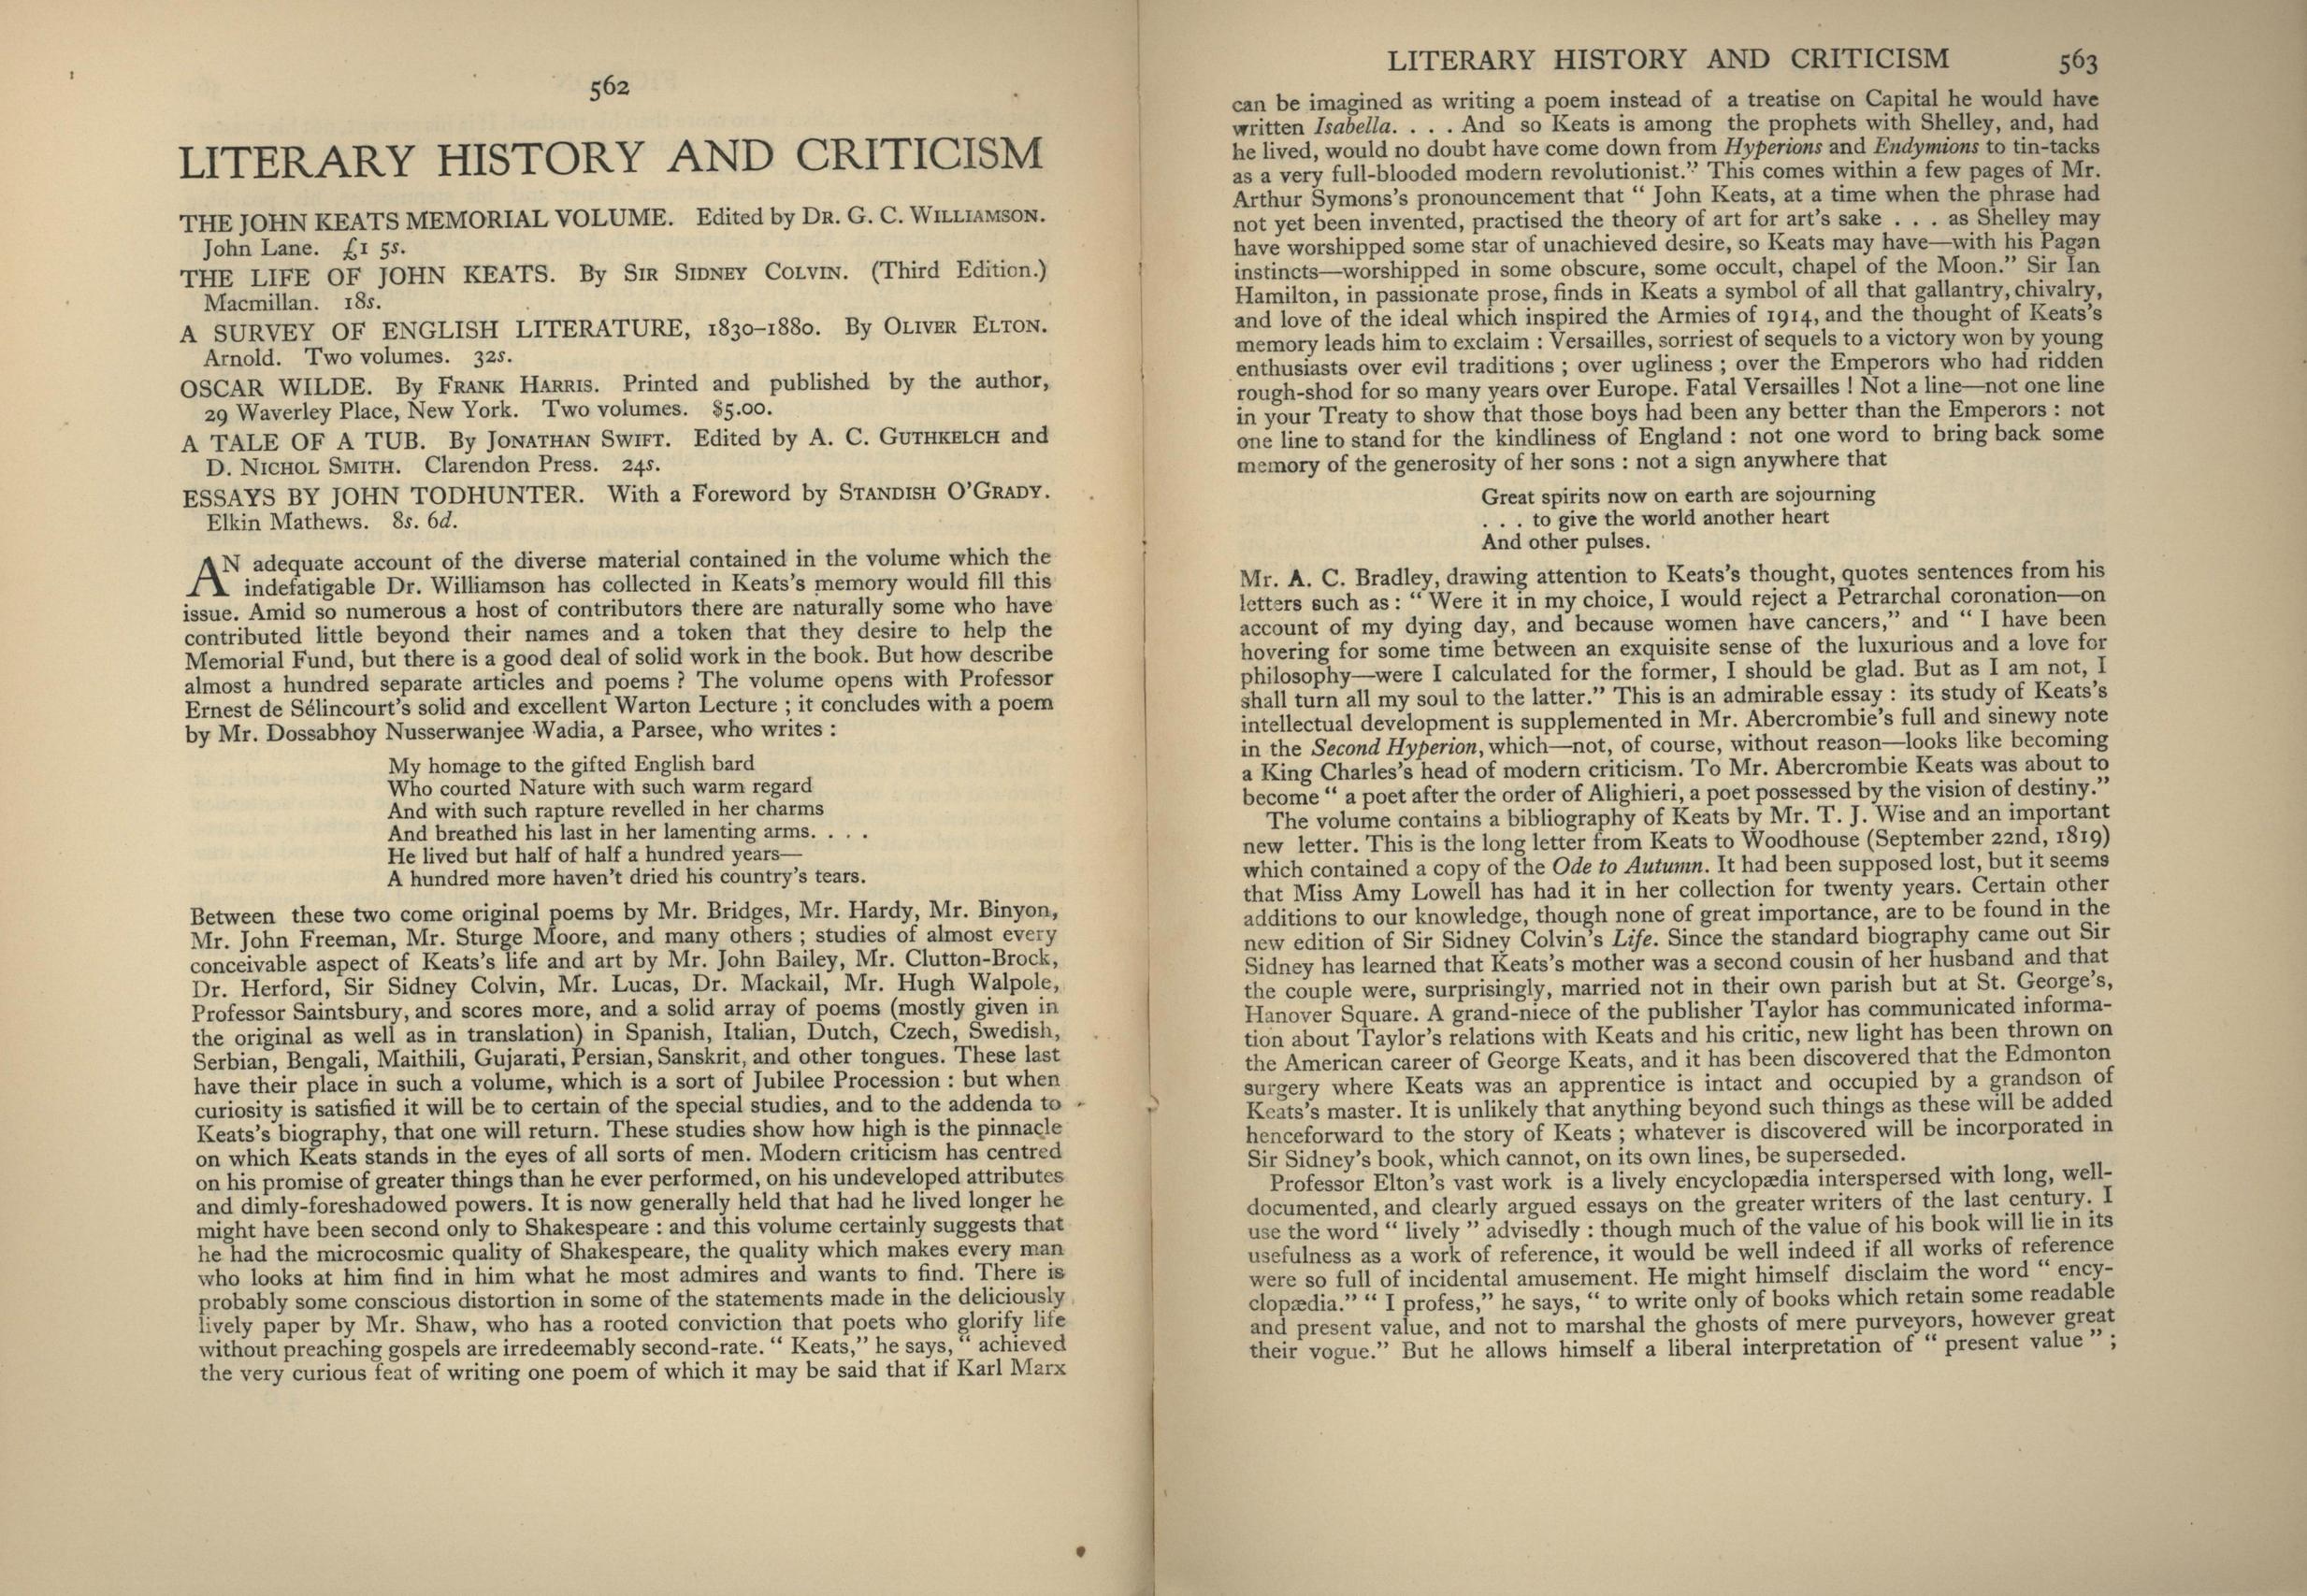 562
LITERARY HISTORY AND CRITICISM
THE JOHN KEATS MEMORIAL VOLUME. Edited by DR. G. C. WILLIAMSON.
John Lane. £1 5s.
THE LIFE OF JOHN KEATS. By SIR SIDNEY COLVIN. (Third Edition.)
Macmillan. 18s.
A SURVEY OF ENGLISH LITERATURE, 1830–1880. By OLIVER ELTON.
Arnold. Two volumes. 32s.
OSCAR WILDE. By FRANK HARRIS. Printed and published by the author,
29 Waverley Place, New York. Two volumes. $5.00.
A TALE OF A TUB. By JONATHAN SWIFT. Edited by A. C. GUTHKELCH and
D. NICHOL SMITH. Clarendon Press. 24s.
ESSAYS BY JOHN TODHUNTER. With a Foreword by STANDISH O'GRADY.
Elkin Mathews. 8s. 6d.
AN adequate account of the diverse material contained in the volume which the
indefatigable Dr. Williamson has collected in Keats's memory would fill this
issue. Amid so numerous a host of contributors there are naturally some who have
contributed little beyond their names and a token that they desire to help the
Memorial Fund, but there is a good deal of solid work in the book. But how describe
almost a hundred separate articles and poems ? The volume opens with Professor
Ernest de Sélincourt's solid and excellent Warton Lecture ; it concludes with a poem
by Mr. Dossabhoy Nusserwanjee Wadia, a Parsee, who writes :
My homage to the gifted English bard
Who courted Nature with such warm regard
And with such rapture revelled in her charms
And breathed his last in her lamenting arms. . . .
He lived but half of half a hundred years—
A hundred more haven't dried his country's tears.
Between these two come original poems by Mr. Bridges, Mr. Hardy, Mr. Binyon,
Mr. John Freeman, Mr. Sturge Moore, and many others ; studies of almost every
conceivable aspect of Keats's life and art by Mr. John Bailey, Mr. Clutton-Brock,
Dr. Herford, Sir Sidney Colvin, Mr. Lucas, Dr. Mackail, Mr. Hugh Walpole,
Professor Saintsbury, and scores more, and a solid array of poems (mostly given in
the original as well as in translation) in Spanish, Italian, Dutch, Czech, Swedish,
Serbian, Bengali, Maithili, Gujarati, Persian, Sanskrit, and other tongues. These last
have their place in such a volume, which is a sort of Jubilee Procession : but when
curiosity is satisfied it will be to certain of the special studies, and to the addenda to
Keats's biography, that one will return. These studies show how high is the pinnacle
on which Keats stands in the eyes of all sorts of men. Modern criticism has centred
on his promise of greater things than he ever performed, on his undeveloped attributes
and dimly-foreshadowed powers. It is now generally held that had he lived longer he
might have been second only to Shakespeare : and this volume certainly suggests that
he had the microcosmic quality of Shakespeare, the quality which makes every man
who looks at him find in him what he most admires and wants to find. There is
probably some conscious distortion in some of the statements made in the deliciously
lively paper by Mr. Shaw, who has a rooted conviction that poets who glorify life
without preaching gospels are irredeemably second-rate. “ Keats,” he says, “ achieved
the very curious feat of writing one poem of which it may be said that if Karl Marx
LITERARY HISTORY AND CRITICISM 563
can be imagined as writing a poem instead of a treatise on Capital he would have
written Isabella. . . . And so Keats is among the prophets with Shelley, and, had
he lived, would no doubt have come down from Hyperions and Endymions to tin-tacks
as a very full-blooded modern revolutionist.” This comes within a few pages of Mr.
Arthur Symons's pronouncement that “ John Keats, at a time when the phrase had
not yet been invented, practised the theory of art for art's sake . . . as Shelley may
have worshipped some star of unachieved desire, so Keats may have—with his Pagan
instincts—worshipped in some obscure, some occult, chapel of the Moon.” Sir Ian
Hamilton, in passionate prose, finds in Keats a symbol of all that gallantry, chivalry,
and love of the ideal which inspired the Armies of 1914, and the thought of Keats's
memory leads him to exclaim : Versailles, sorriest of sequels to a victory won by young
enthusiasts over evil traditions ; over ugliness ; over the Emperors who had ridden
rough-shod for so many years over Europe. Fatal Versailles ! Not a line—not one line
in your Treaty to show that those boys had been any better than the Emperors : not
one line to stand for the kindliness of England : not one word to bring back some
memory of the generosity of her sons : not a sign anywhere that
Great spirits now on earth are sojourning
. . . to give the world another heart
And other pulses.
Mr. A. C. Bradley, drawing attention to Keats's thought, quotes sentences from his
letters such as : “ Were it in my choice, I would reject a Petrarchal coronation—on
account of my dying day, and because women have cancers,” and “ I have been
hovering for some time between an exquisite sense of the luxurious and a love for
philosophy—were I calculated for the former, I should be glad. But as I am not, I
shall turn all my soul to the latter.” This is an admirable essay : its study of Keats's
intellectual development is supplemented in Mr. Abercrombie's full and sinewy note
in the Second Hyperion, which—not, of course, without reason—looks like becoming
a King Charles's head of modern criticism. To Mr. Abercrombie Keats was about to
become “ a poet after the order of Alighieri, a poet possessed by the vision of destiny.”
The volume contains a bibliography of Keats by Mr. T. J. Wise and an important
new letter. This is the long letter from Keats to Woodhouse (September 22nd, 1819)
which contained a copy of the Ode to Autumn. It had been supposed lost, but it seems
that Miss Amy Lowell has had it in her collection for twenty years. Certain other
additions to our knowledge, though none of great importance, are to be found in the
new edition of Sir Sidney Colvin's Life. Since the standard biography came out Sir
Sidney has learned that Keats's mother was a second cousin of her husband and that
the couple were, surprisingly, married not in their own parish but at St. George's,
Hanover Square. A grand-niece of the publisher Taylor has communicated informa-
tion about Taylor's relations with Keats and his critic, new light has been thrown on
the American career of George Keats, and it has been discovered that the Edmonton
surgery where Keats was an apprentice is intact and occupied by a grandson of
Keats's master. It is unlikely that anything beyond such things as these will be added
henceforward to the story of Keats ; whatever is discovered will be incorporated in
Sir Sidney's book, which cannot, on its own lines, be superseded.
Professor Elton's vast work is a lively encyclopædia interspersed with long, well-
documented, and clearly argued essays on the greater writers of the last century. I
use the word “ lively ” advisedly : though much of the value of his book will lie in its
usefulness as a work of reference, it would be well indeed if all works of reference
were so full of incidental amusement. He might himself disclaim the word “ ency-
clopædia.” “ I profess,” he says, “ to write only of books which retain some readable
and present value, and not to marshal the ghosts of mere purveyors, however great
their vogue.” But he allows himself a liberal interpretation of “ present value ” ;